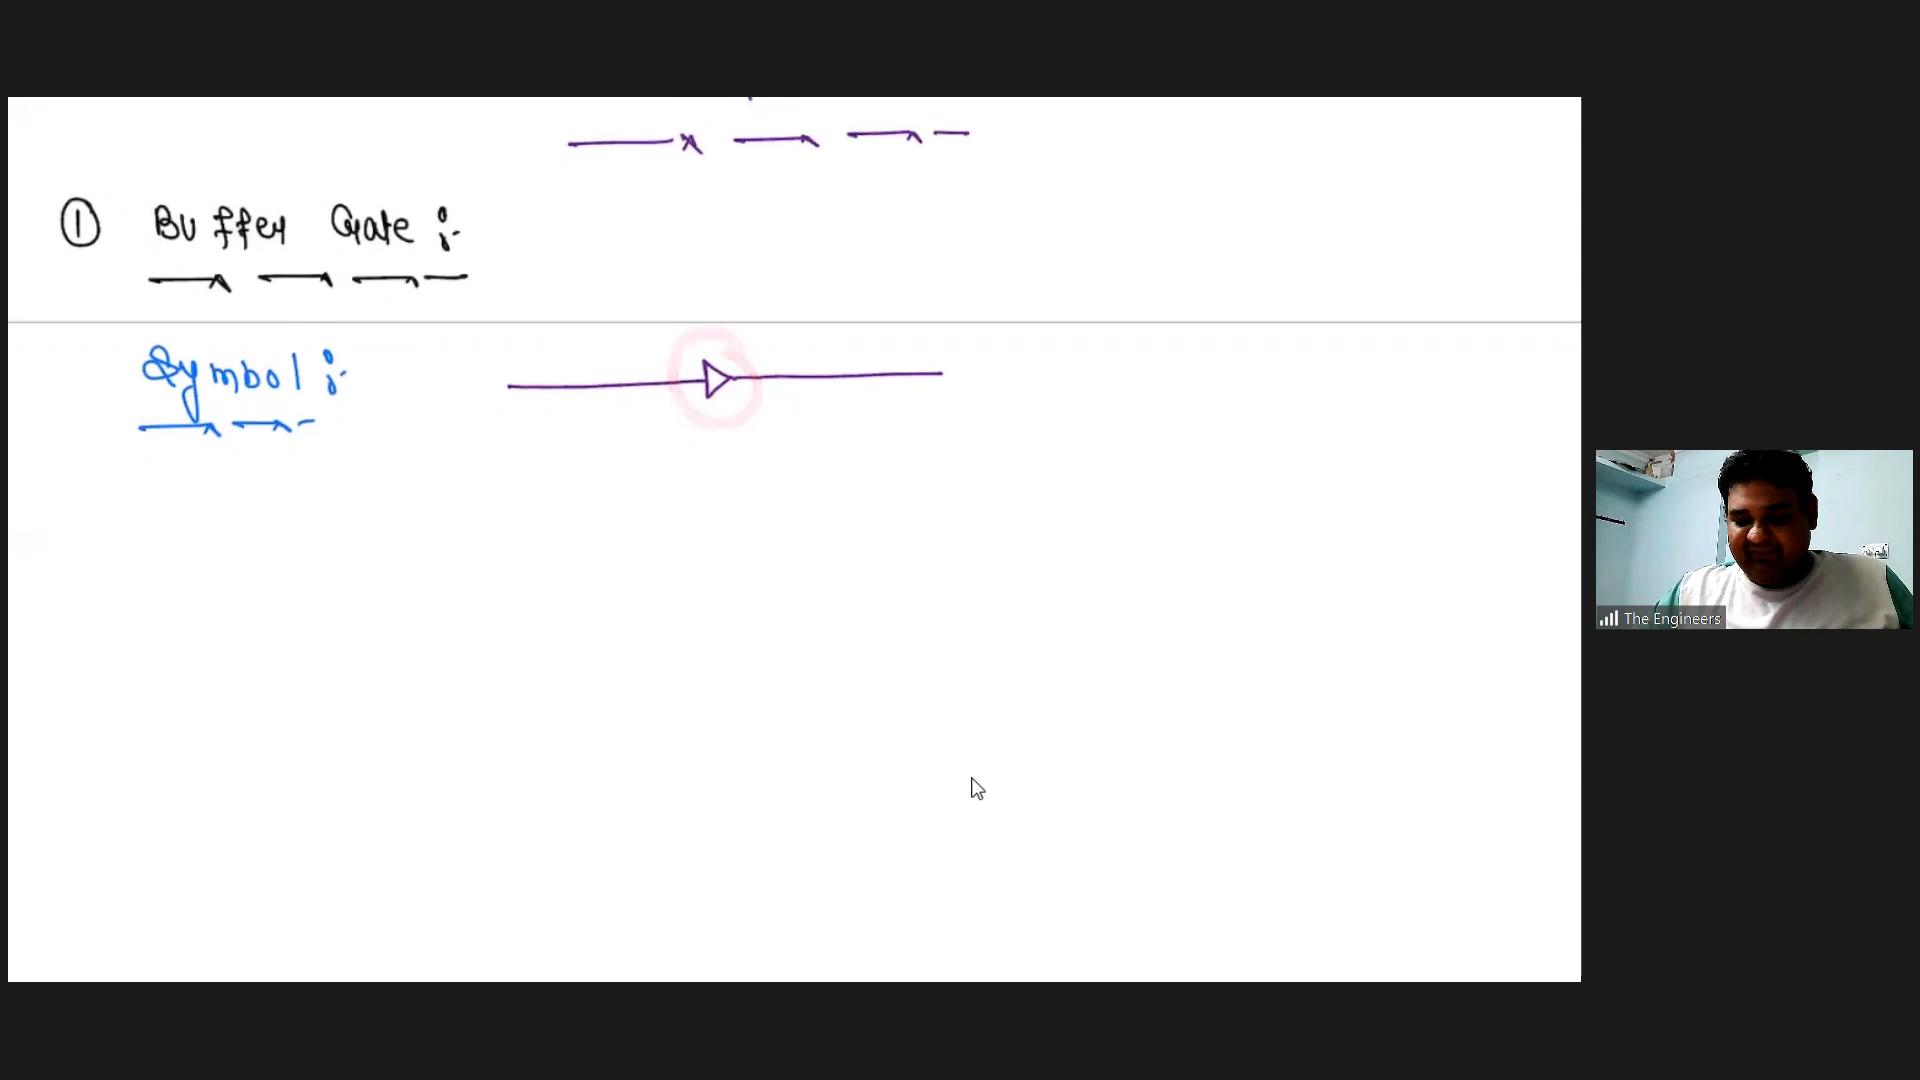 ① Buffer Gate :-
Symbol :-
The Engineers